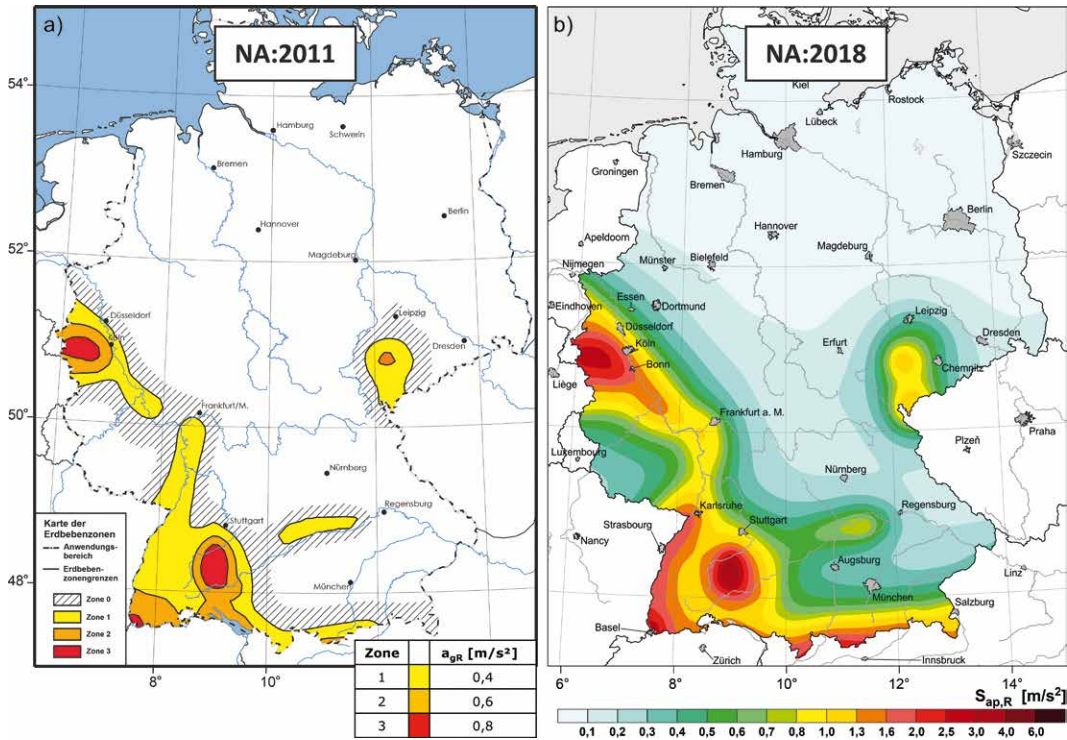 a)
NA:2011
54°
52°
50°
48°
Hamburg
Schwerin
Bremen
Berlin
Hannover
Magdeburg
Düsseldorf
Köln
Leipzig
Dresden
Frankfurt/M.
Nürnberg
Regensburg
Stuttgart
München
Karte der
Erdbebenzonen
Anwendungs-
bereich
Erdbeben-
zonengrenzen
Zone 0
Zone 1
Zone 2
Zone 3
8°
10°
Zone agR [m/s²]
1 0,4
2 0,6
3 0,8
b)
NA:2018
Kiel
Rostock
Lübeck
Hamburg
Szczecin
Groningen
Bremen
Berlin
Apeldoorn
Hannover
Magdeburg
Nijmegen
Münster
Bielefeld
Eindhoven
Essen
Dortmund
Leipzig
Düsseldorf
Dresden
Köln
Erfurt
Bonn
Chemnitz
Liège
Frankfurt a. M.
Praha
Luxembourg
Plzeň
Nürnberg
Karlsruhe
Regensburg
Strasbourg
Stuttgart
Nancy
Augsburg
Linz
München
Salzburg
Basel
Zürich
Innsbruck
6 8 10 12 14
Sap,R [m/s²]
0,1 0,2 0,3 0,4 0,5 0,6 0,7 0,8 1,0 1,3 1,6 2,0 2,5 3.0 4,0 6,0